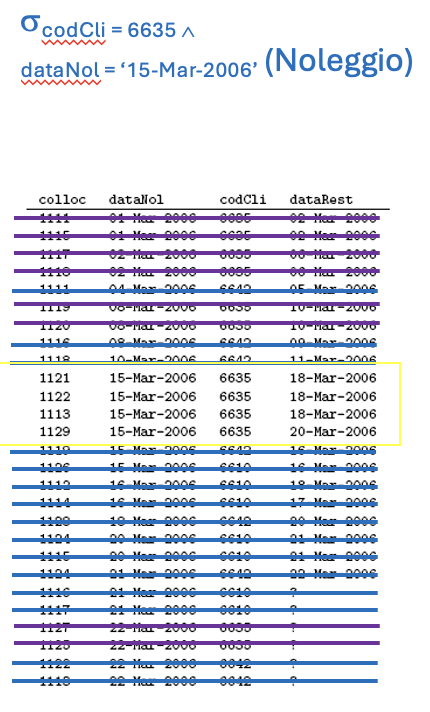 σcodCli = 6635 ∧
dataNol = ‘15-Mar-2006’ (Noleggio)
colloc dataNol codCli dataRest
1111 01-Mar-2006 6635 02-Mar-2006
1115 01-Mar-2006 6635 02-Mar-2006
1117 02-Mar-2006 6635 06-Mar-2006
1118 02-Mar-2006 6635 06-Mar-2006
1111 04-Mar-2006 6642 05-Mar-2006
1119 08-Mar-2006 6635 10-Mar-2006
1120 08-Mar-2006 6635 10-Mar-2006
1116 08-Mar-2006 6642 09-Mar-2006
1118 10-Mar-2006 6642 11-Mar-2006
1121 15-Mar-2006 6635 18-Mar-2006
1122 15-Mar-2006 6635 18-Mar-2006
1113 15-Mar-2006 6635 18-Mar-2006
1129 15-Mar-2006 6635 20-Mar-2006
1119 15-Mar-2006 6642 16-Mar-2006
1126 15-Mar-2006 6610 16-Mar-2006
1112 16-Mar-2006 6610 18-Mar-2006
1114 16-Mar-2006 6610 17-Mar-2006
1128 18-Mar-2006 6642 20-Mar-2006
1124 20-Mar-2006 6610 21-Mar-2006
1115 20-Mar-2006 6610 21-Mar-2006
1124 21-Mar-2006 6642 22-Mar-2006
1116 21-Mar-2006 6610 ?
1117 21-Mar-2006 6610 ?
1127 22-Mar-2006 6635 ?
1125 22-Mar-2006 6635 ?
1122 22-Mar-2006 6642 ?
22-Mar-2006 6642 ?